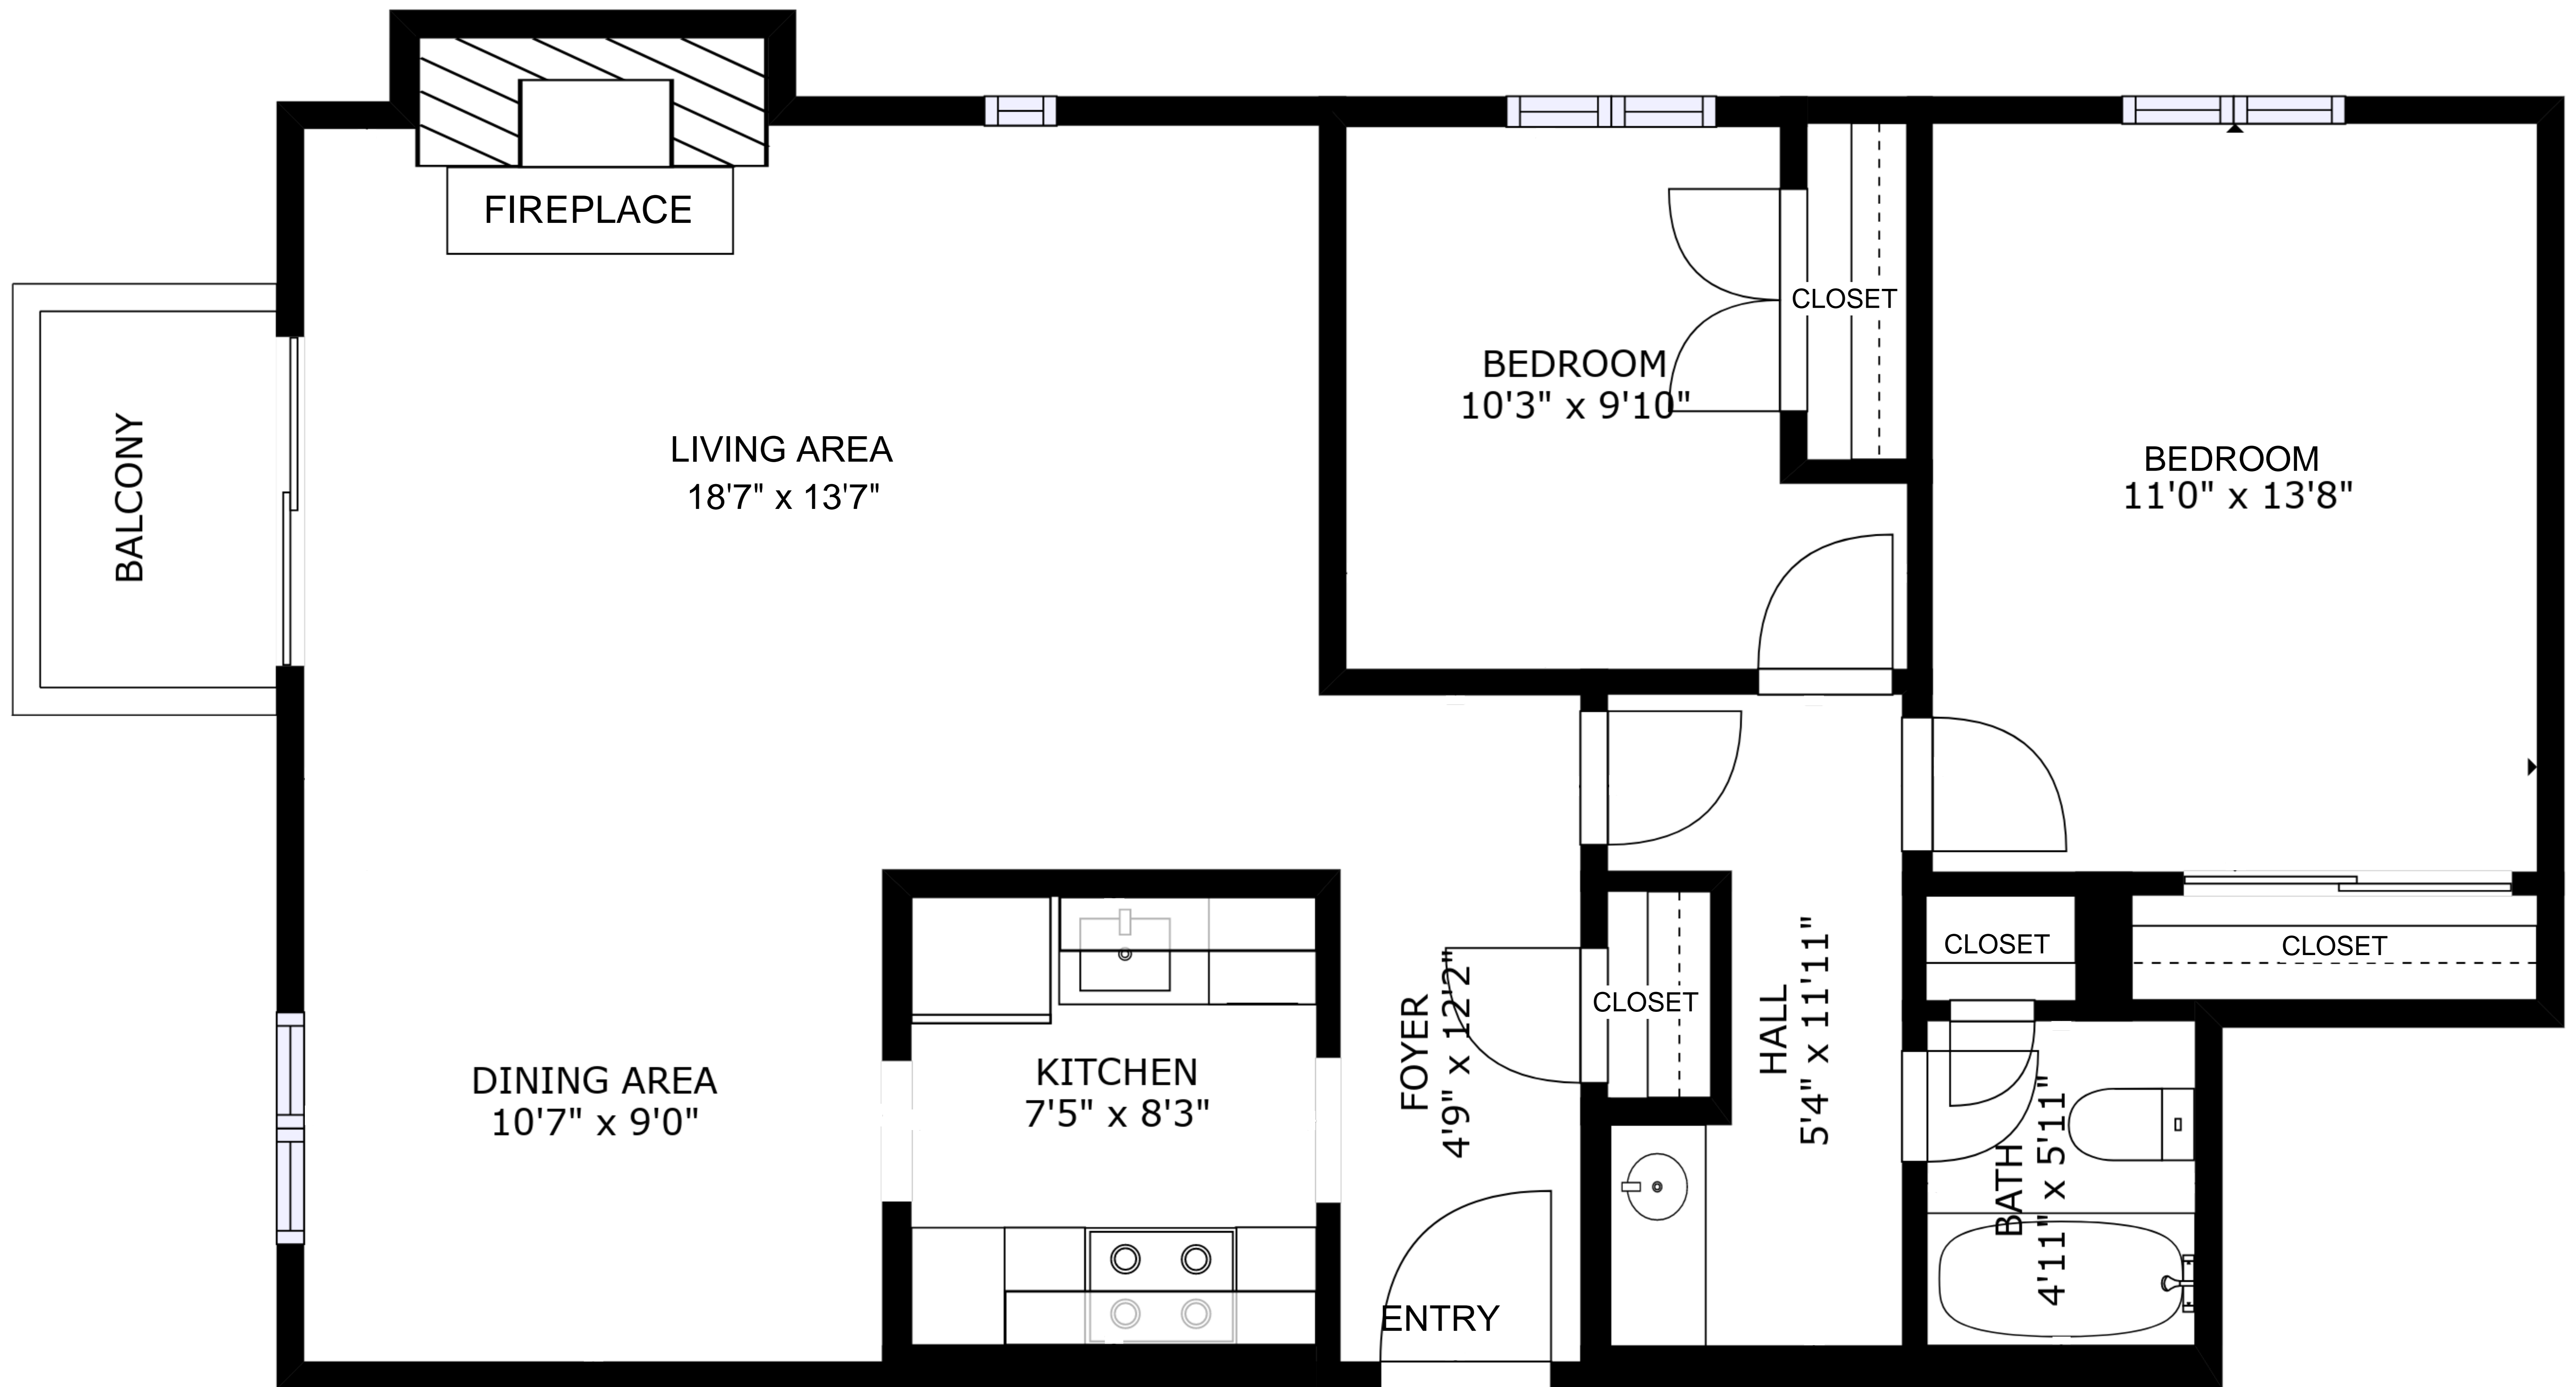 FIREPLACE
BALCONY
LIVING AREA
18'7" x 13'7"
BEDROOM
10'3" x 9'10"
CLOSET
BEDROOM
11'0" x 13'8"
DINING AREA
10'7" x 9'0"
KITCHEN
7'5" x 8'3"
FOYER
4'9" x 12'2"
ENTRY
CLOSET
HALL
5'4" x 11'11"
CLOSET
CLOSET
BATH
4'11" x 5'11"